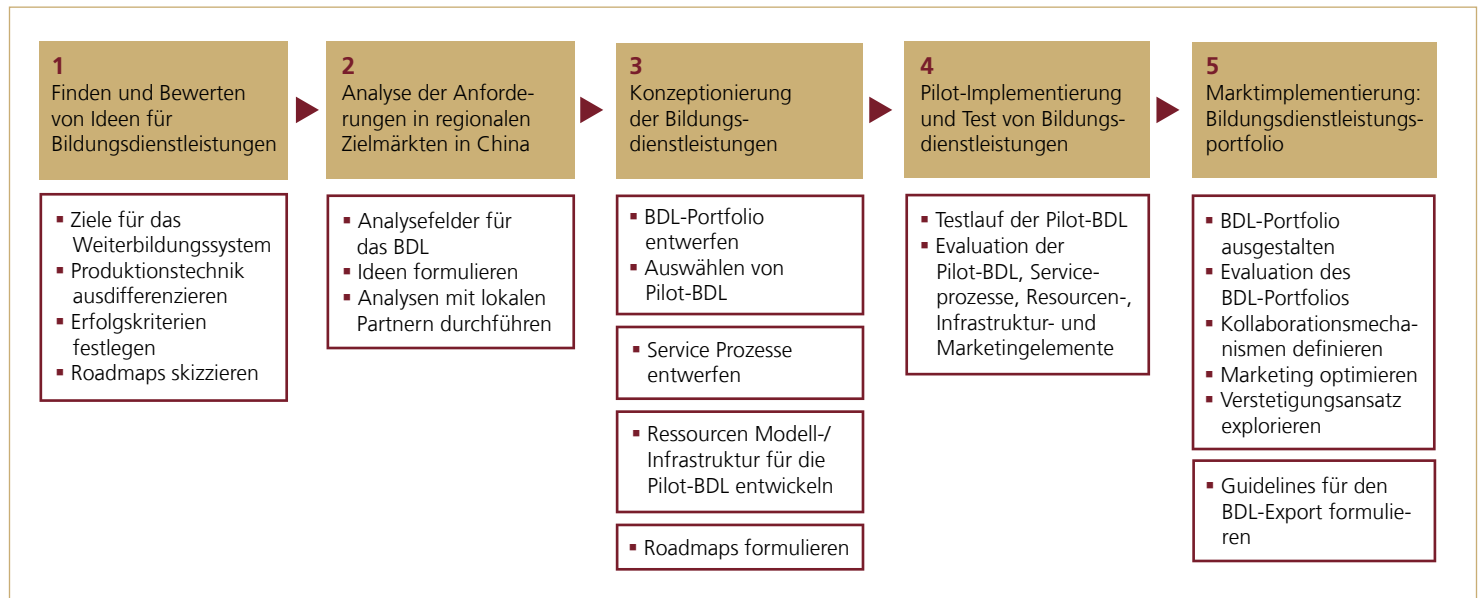 1
Finden und Bewerten
von Ideen für
Bildungsdienstleistungen
▪ Ziele für das
Weiterbildungssystem
▪ Produktionstechnik
ausdifferenzieren
▪ Erfolgskriterien
festlegen
▪ Roadmaps skizzieren
2
Analyse der Anforde-
rungen in regionalen
Zielmärkten in China
▪ Analysefelder für
das BDL
▪ Ideen formulieren
▪ Analysen mit lokalen
Partnern durchführen
3
Konzeptionierung
der Bildungs-
dienstleistungen
▪ BDL-Portfolio
entwerfen
▪ Auswählen von
Pilot-BDL
▪ Service Prozesse
entwerfen
▪ Ressourcen Modell-/
Infrastruktur für die
Pilot-BDL entwickeln
▪ Roadmaps formulieren
4
Pilot-Implementierung
und Test von Bildungs-
dienstleistungen
▪ Testlauf der Pilot-BDL
▪ Evaluation der
Pilot-BDL, Service-
prozesse, Resourcen-,
Infrastruktur- und
Marketingelemente
5
Marktimplementierung:
Bildungsdienstleistungs-
portfolio
▪ BDL-Portfolio
ausgestalten
▪ Evaluation des
BDL-Portfolios
▪ Kollaborationsmecha-
nismen definieren
▪ Marketing optimieren
▪ Verstetigungsansatz
explorieren
▪ Guidelines für den
BDL-Export formulie-
ren